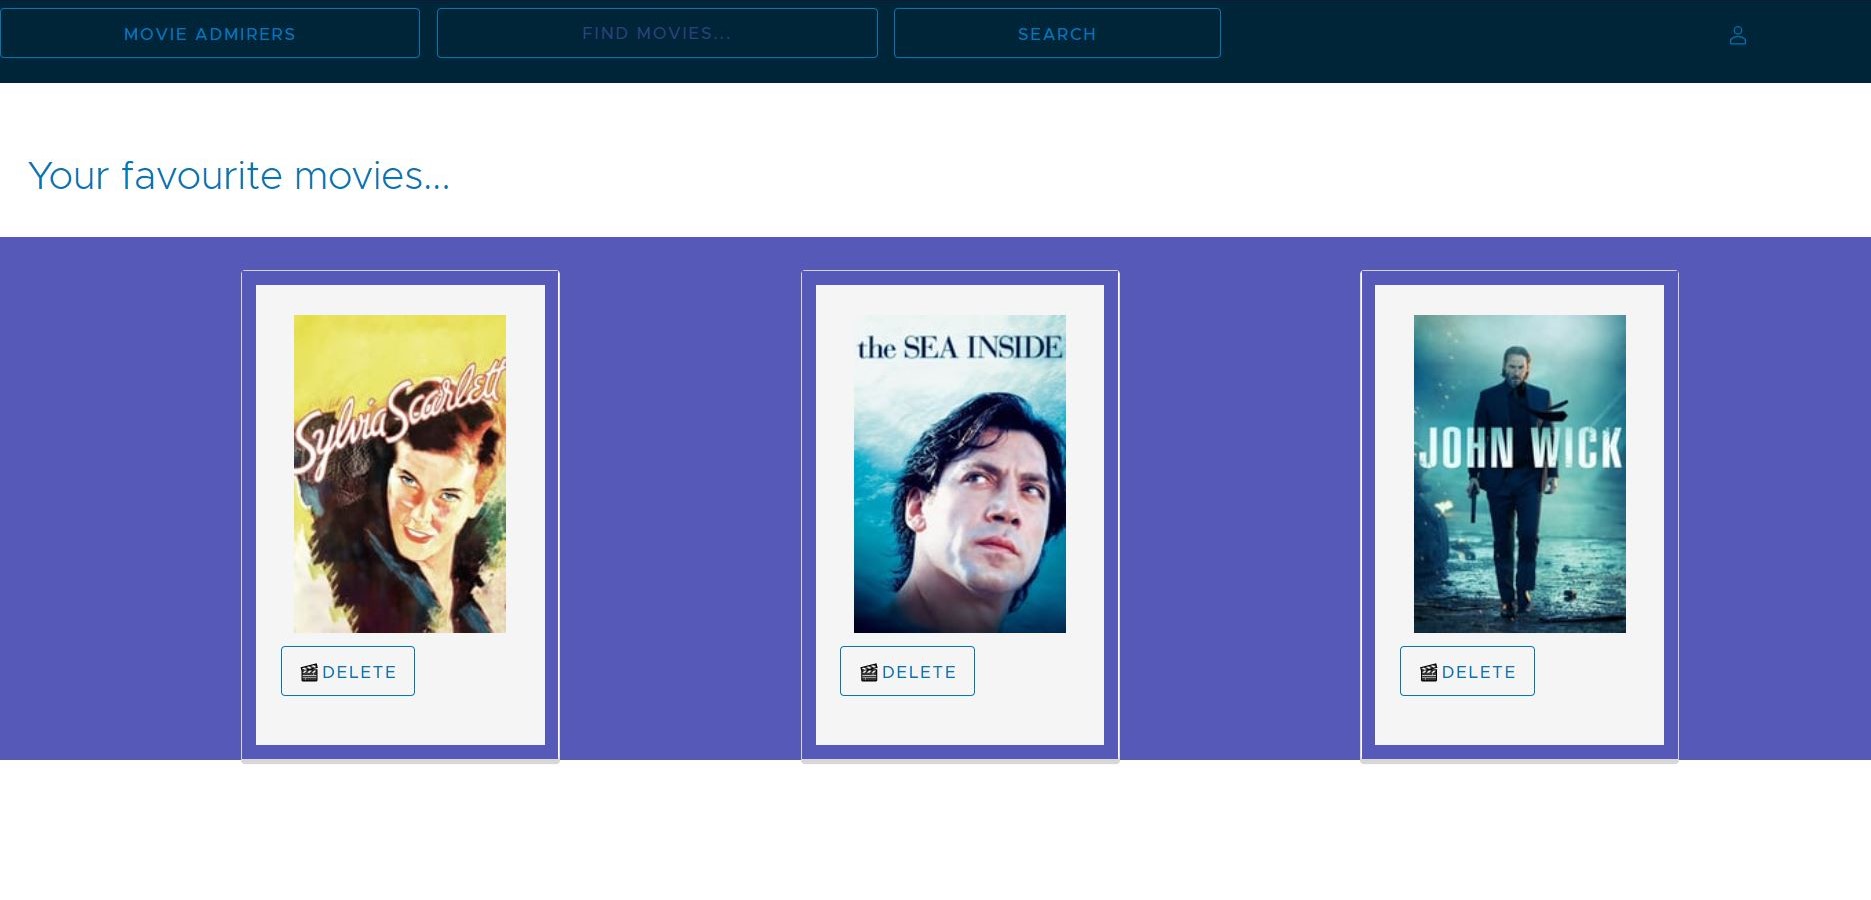 MOVIE ADMIRERS
FIND MOVIES...
SEARCH
Your favourite movies...
Sylvia Scarlett
the SEA INSIDE
JOHN WICK
DELETE
DELETE
DELETE